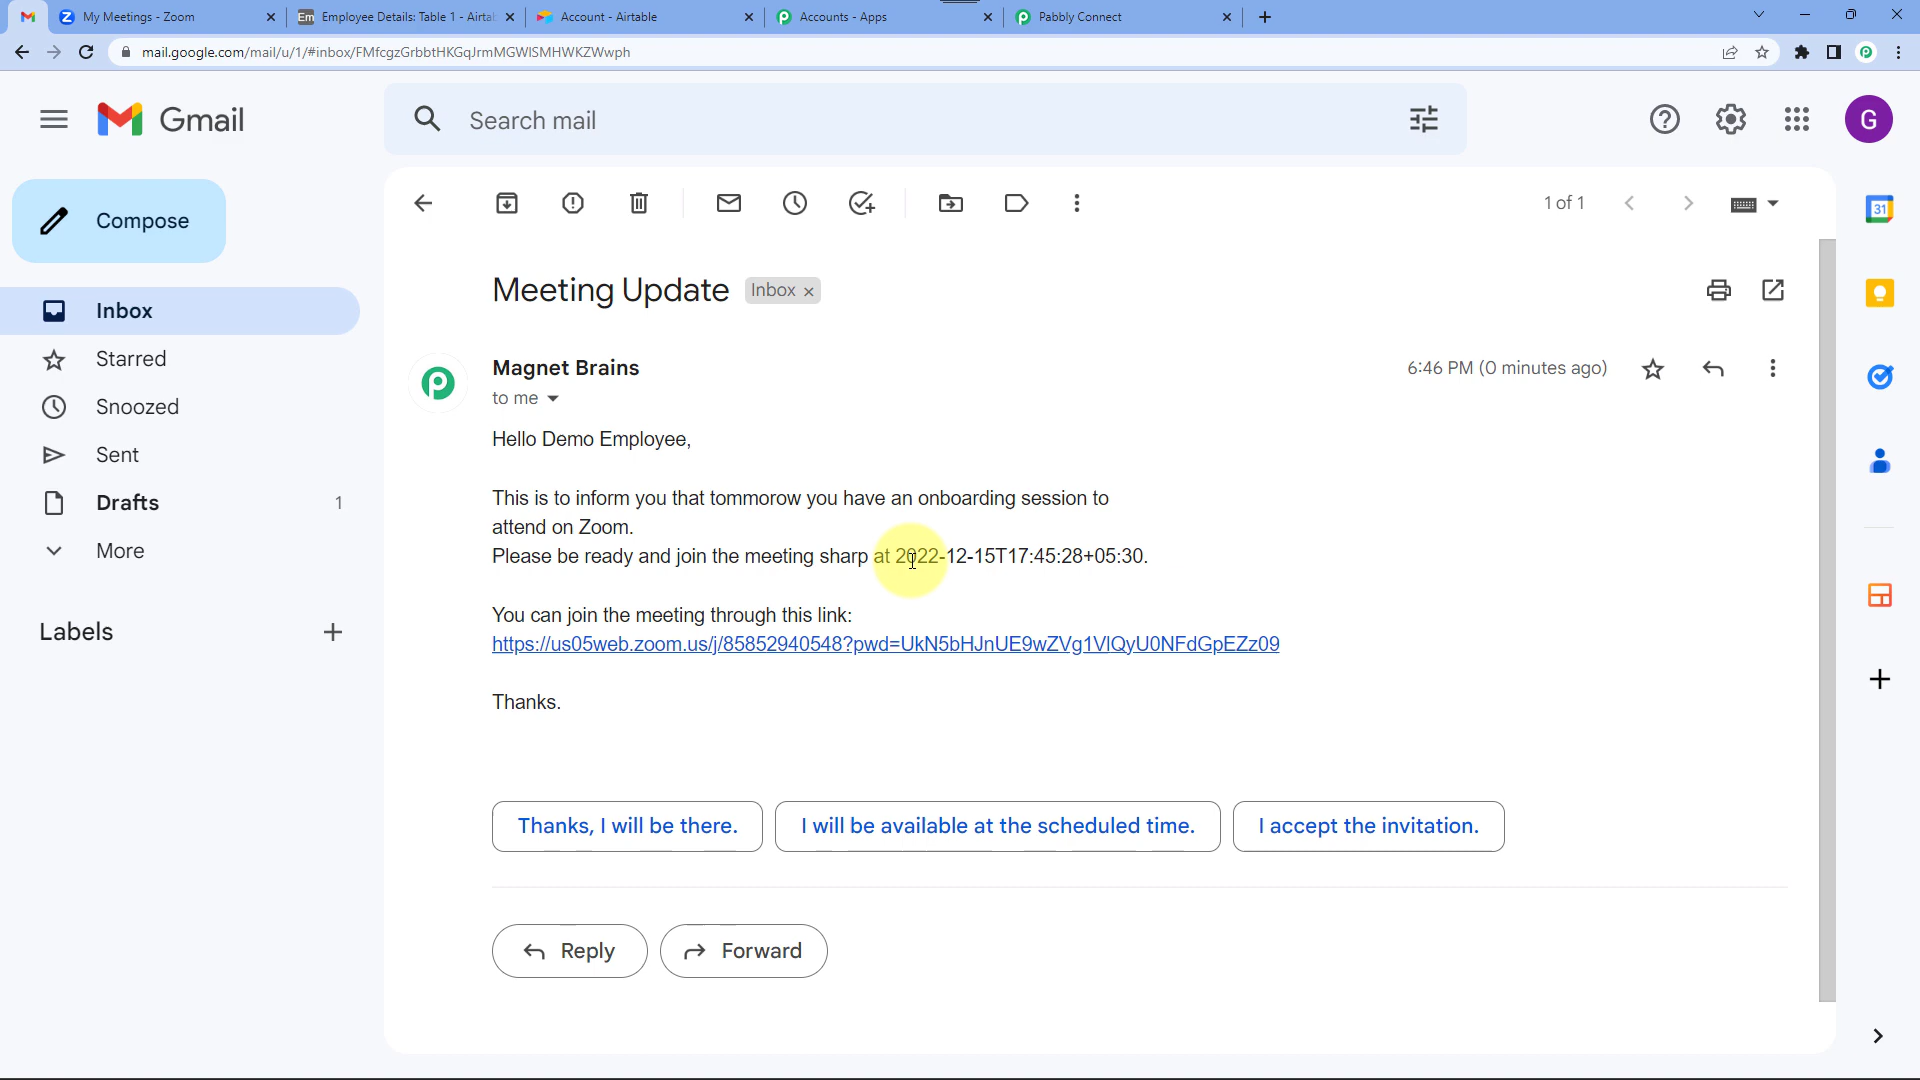 My Meetings - Zoom
Employee Details: Table 1 - Airtab
Account - Airtable
Accounts - Apps
Pabbly Connect
mail.google.com/mail/u/1/#inbox/FMfcgzGrbbtHKGqJrmMGWlSMHWKZWwph
Gmail
Search mail
G
Compose
1 of 1
31
Inbox
Starred
Snoozed
Sent
Drafts 1
More
Labels
Meeting Update Inbox ×
Magnet Brains
6:46 PM (0 minutes ago)
to me
Hello Demo Employee,
This is to inform you that tommorow you have an onboarding session to
attend on Zoom.
Please be ready and join the meeting sharp at 2022-12-15T17:45:28+05:30.
You can join the meeting through this link:
https://us05web.zoom.us/j/85852940548?pwd=UkN5bHJnUE9wZVg1VlQyU0NFdGpEZz09
Thanks.
Thanks, I will be there.
I will be available at the scheduled time.
I accept the invitation.
Reply
Forward